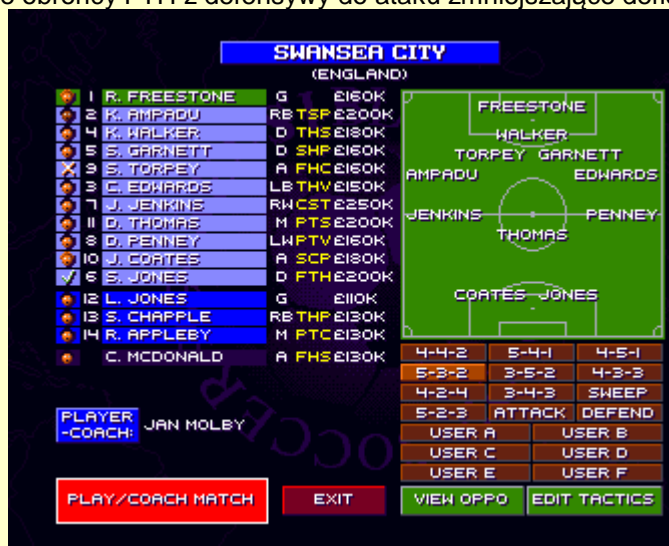 SWANSEA CITY
(ENGLAND)
1 R. FREESTONE G £160K
2 K. AMPADU RB TSP £200K
4 K. WALKER D THS £180K
5 S. GARNETT D SHP £160K
9 S. TORPEY A FHC £160K
3 C. EDWARDS LB THV £150K
7 J. JENKINS RW CST £250K
11 D. THOMAS M PTS £200K
8 D. PENNEY LW PTV £160K
10 J. COATES A SCP £180K
6 S. JONES D FTH £200K
12 L. JONES G £110K
13 S. CHAPPLE RB THP £130K
14 R. APPLEBY M PTC £130K
C. MCDONALD A FHS £130K
FREESTONE
WALKER
TORPEY GARNETT
AMPADU EDWARDS
JENKINS PENNEY
THOMAS
COATES JONES
4-4-2 5-4-1 4-5-1
5-3-2 3-5-2 4-3-3
4-2-4 3-4-3 SWEEP
5-2-3 ATTACK DEFEND
USER A USER B
USER C USER D
USER E USER F
PLAYER
-COACH: JAN MOLBY
PLAY/COACH MATCH EXIT VIEW OPPO EDIT TACTICS
SOCCER